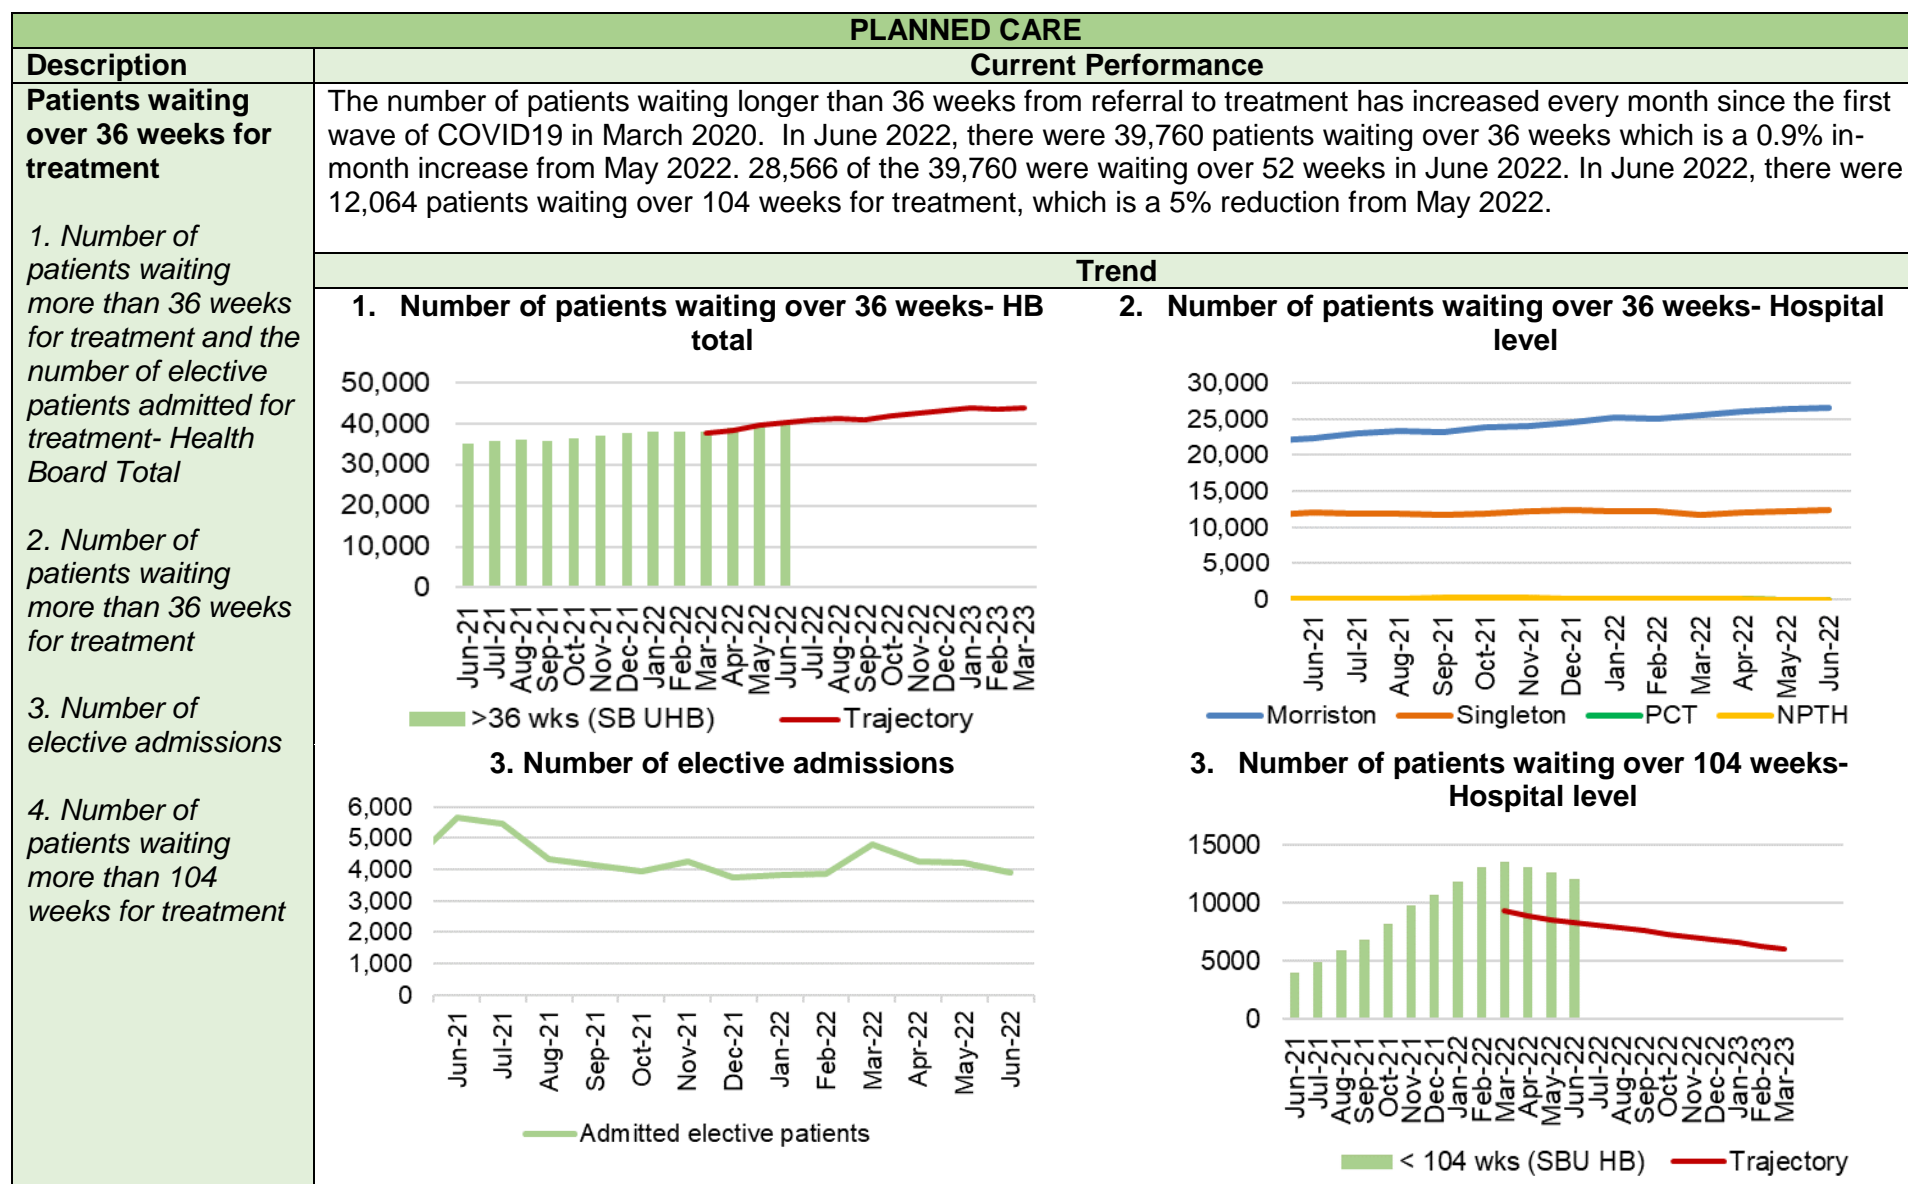 PLANNED CARE
Description
Current Performance
Patients waiting
over 36 weeks for
treatment
1. Number of
patients waiting
more than 36 weeks
for treatment and the
number of elective
patients admitted for
treatment- Health
Board Total
2. Number of
patients waiting
more than 36 weeks
for treatment
3. Number of
elective admissions
4. Number of
patients waiting
more than 104
weeks for treatment
The number of patients waiting longer than 36 weeks from referral to treatment has increased every month since the first
wave of COVID19 in March 2020.  In June 2022, there were 39,760 patients waiting over 36 weeks which is a 0.9% in-
month increase from May 2022. 28,566 of the 39,760 were waiting over 52 weeks in June 2022. In June 2022, there were
12,064 patients waiting over 104 weeks for treatment, which is a 5% reduction from May 2022.
Trend
1. Number of patients waiting over 36 weeks- HB
total
50,000
40,000
30,000
20,000
10,000
0
Jun-21
Jul-21
Aug-21
Sep-21
Oct-21
Nov-21
Dec-21
Jan-22
Feb-22
Mar-22
Apr-22
May-22
Jun-22
Jul-22
Aug-22
Sep-22
Oct-22
Nov-22
Dec-22
Jan-23
Feb-23
Mar-23
>36 wks (SB UHB)
Trajectory
2. Number of patients waiting over 36 weeks- Hospital
level
30,000
25,000
20,000
15,000
10,000
5,000
0
Jun-21
Jul-21
Aug-21
Sep-21
Oct-21
Nov-21
Dec-21
Jan-22
Feb-22
Mar-22
Apr-22
May-22
Jun-22
Morriston
Singleton
PCT
NPTH
3. Number of elective admissions
6,000
5,000
4,000
3,000
2,000
1,000
0
Jun-21
Jul-21
Aug-21
Sep-21
Oct-21
Nov-21
Dec-21
Jan-22
Feb-22
Mar-22
Apr-22
May-22
Jun-22
Admitted elective patients
3. Number of patients waiting over 104 weeks-
Hospital level
15000
10000
5000
0
Jun-21
Jul-21
Aug-21
Sep-21
Oct-21
Nov-21
Dec-21
Jan-22
Feb-22
Mar-22
Apr-22
May-22
Jun-22
Jul-22
Aug-22
Sep-22
Oct-22
Nov-22
Dec-22
Jan-23
Feb-23
Mar-23
< 104 wks (SBU HB)
Trajectory